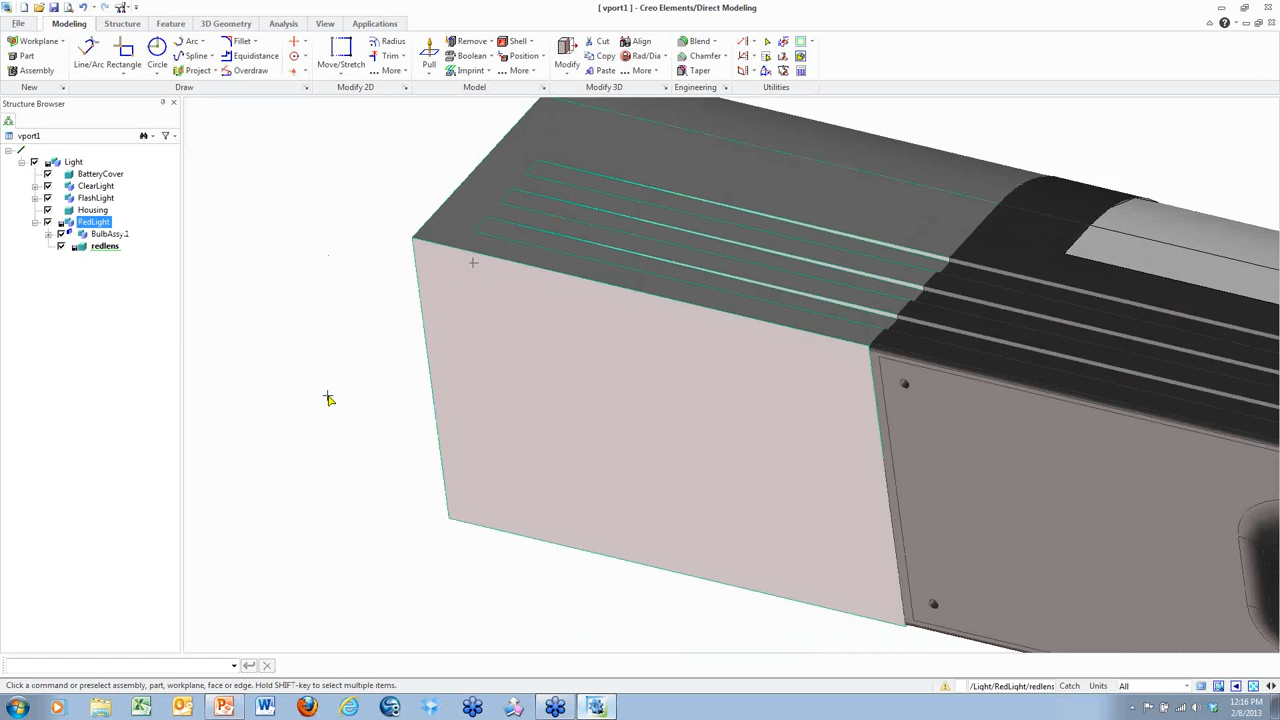 [ vport1 ] - Creo Elements/Direct Modeling
File Modeling Structure Feature 3D Geometry Analysis View Part Applications
Workplane Part Assembly
New
Line/Arc Rectangle Circle Arc Spline Project Fillet Equidistance Overdraw
Draw
Move/Stretch Radius Trim More
Modify 2D
Pull Remove Boolean Imprint Shell Position More
Model
Modify Cut Copy Paste Align Rad/Dia More
Modify 3D
Blend Chamfer Taper
Engineering
Utilities
Structure Browser
vport1
Light
BatteryCover
ClearLight
FlashLight
Housing
RedLight
BulbAssy.1
redlens
Click a command or preselect assembly, part, workplane, face or edge. Hold SHIFT-key to select multiple items.
/Light/RedLight/redlens Catch Units All
12:16 PM
2/8/2013